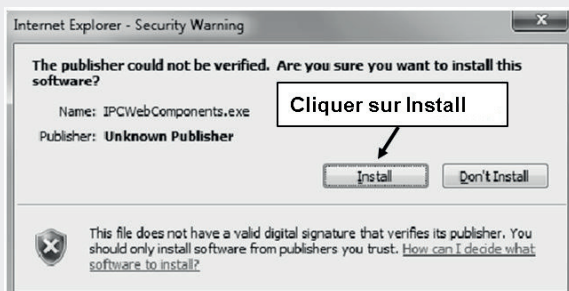 Internet Explorer - Security Warning
The publisher could not be verified. Are you sure you want to install this
software?
Name: IPCWebComponents.exe
Publisher: Unknown Publisher
Cliquer sur Install
Install
Don't Install
This file does not have a valid digital signature that verifies its publisher. You
should only install software from publishers you trust. How can I decide what
software to install?